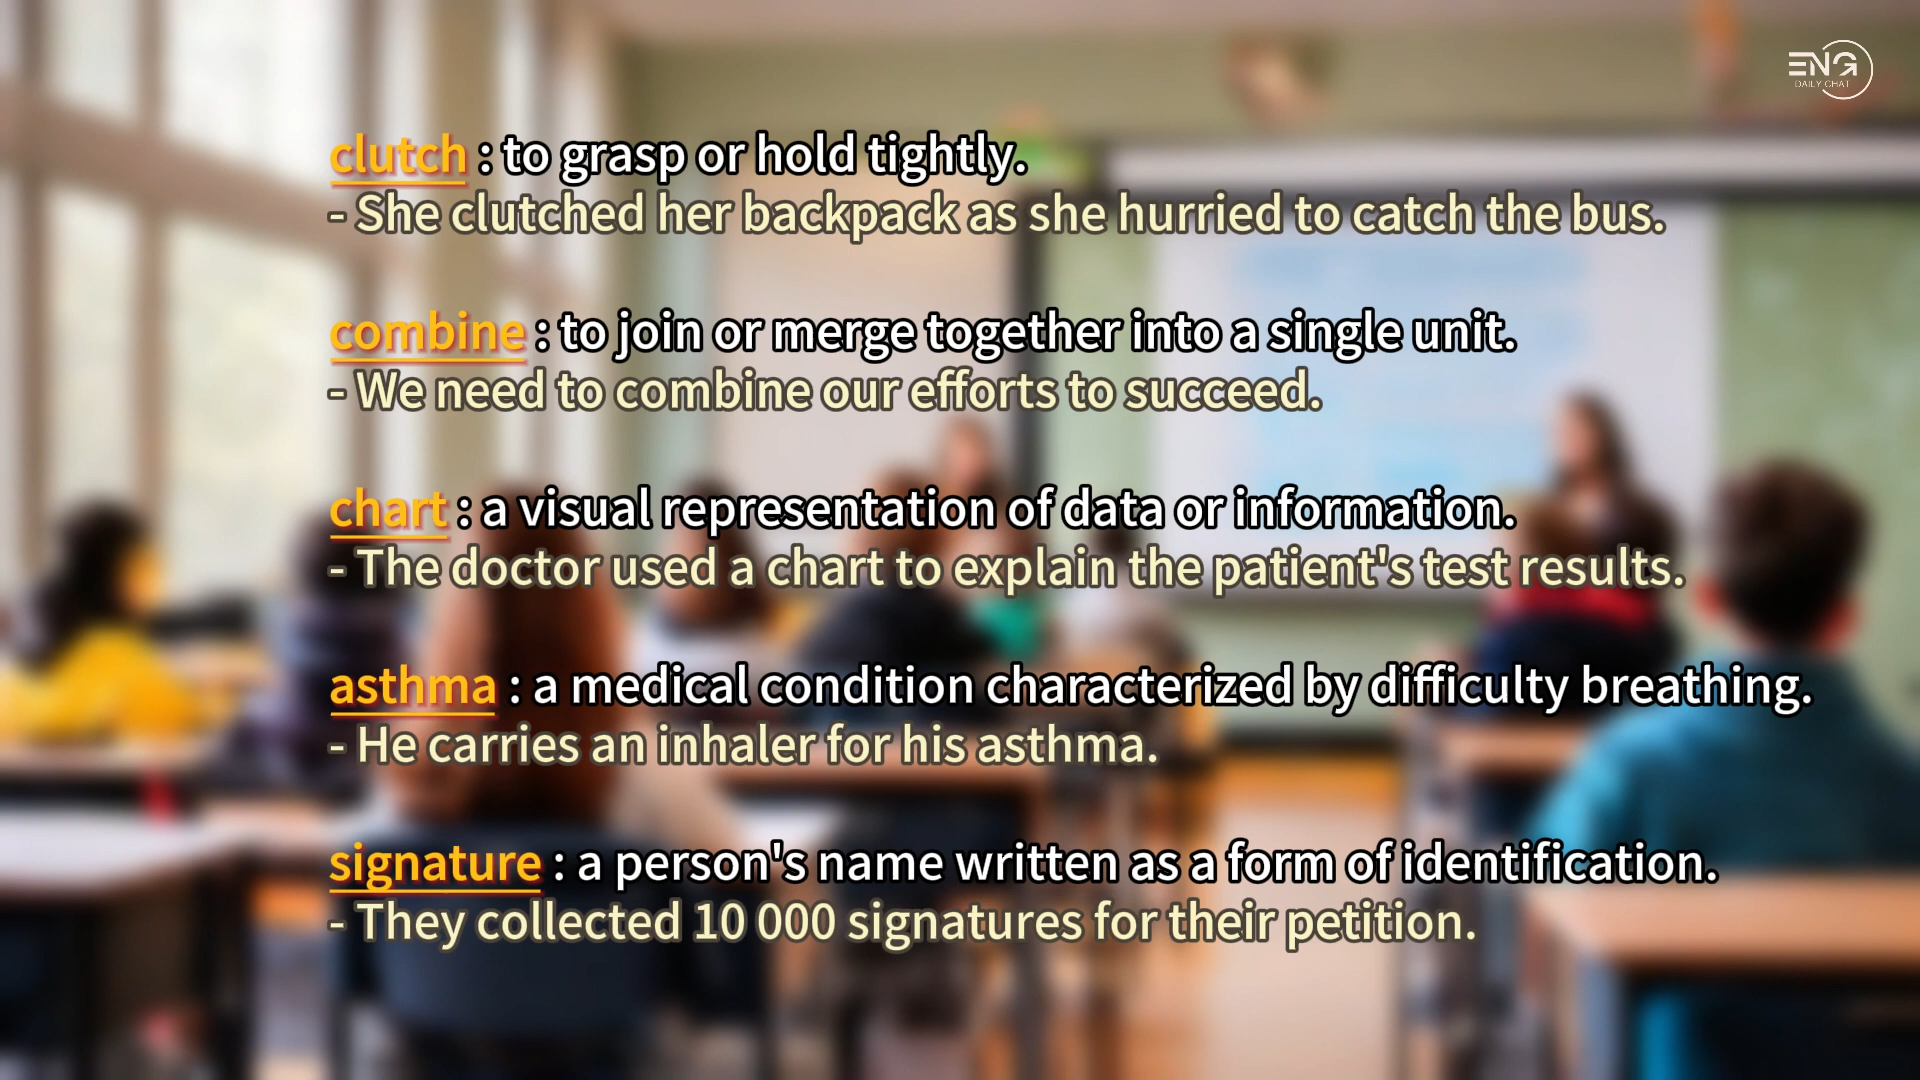 ENG
DAILY CHAT
clutch : to grasp or hold tightly.
- She clutched her backpack as she hurried to catch the bus.
combine : to join or merge together into a single unit.
- We need to combine our efforts to succeed.
chart : a visual representation of data or information.
- The doctor used a chart to explain the patient's test results.
asthma : a medical condition characterized by difficulty breathing.
- He carries an inhaler for his asthma.
signature : a person's name written as a form of identification.
- They collected 10 000 signatures for their petition.